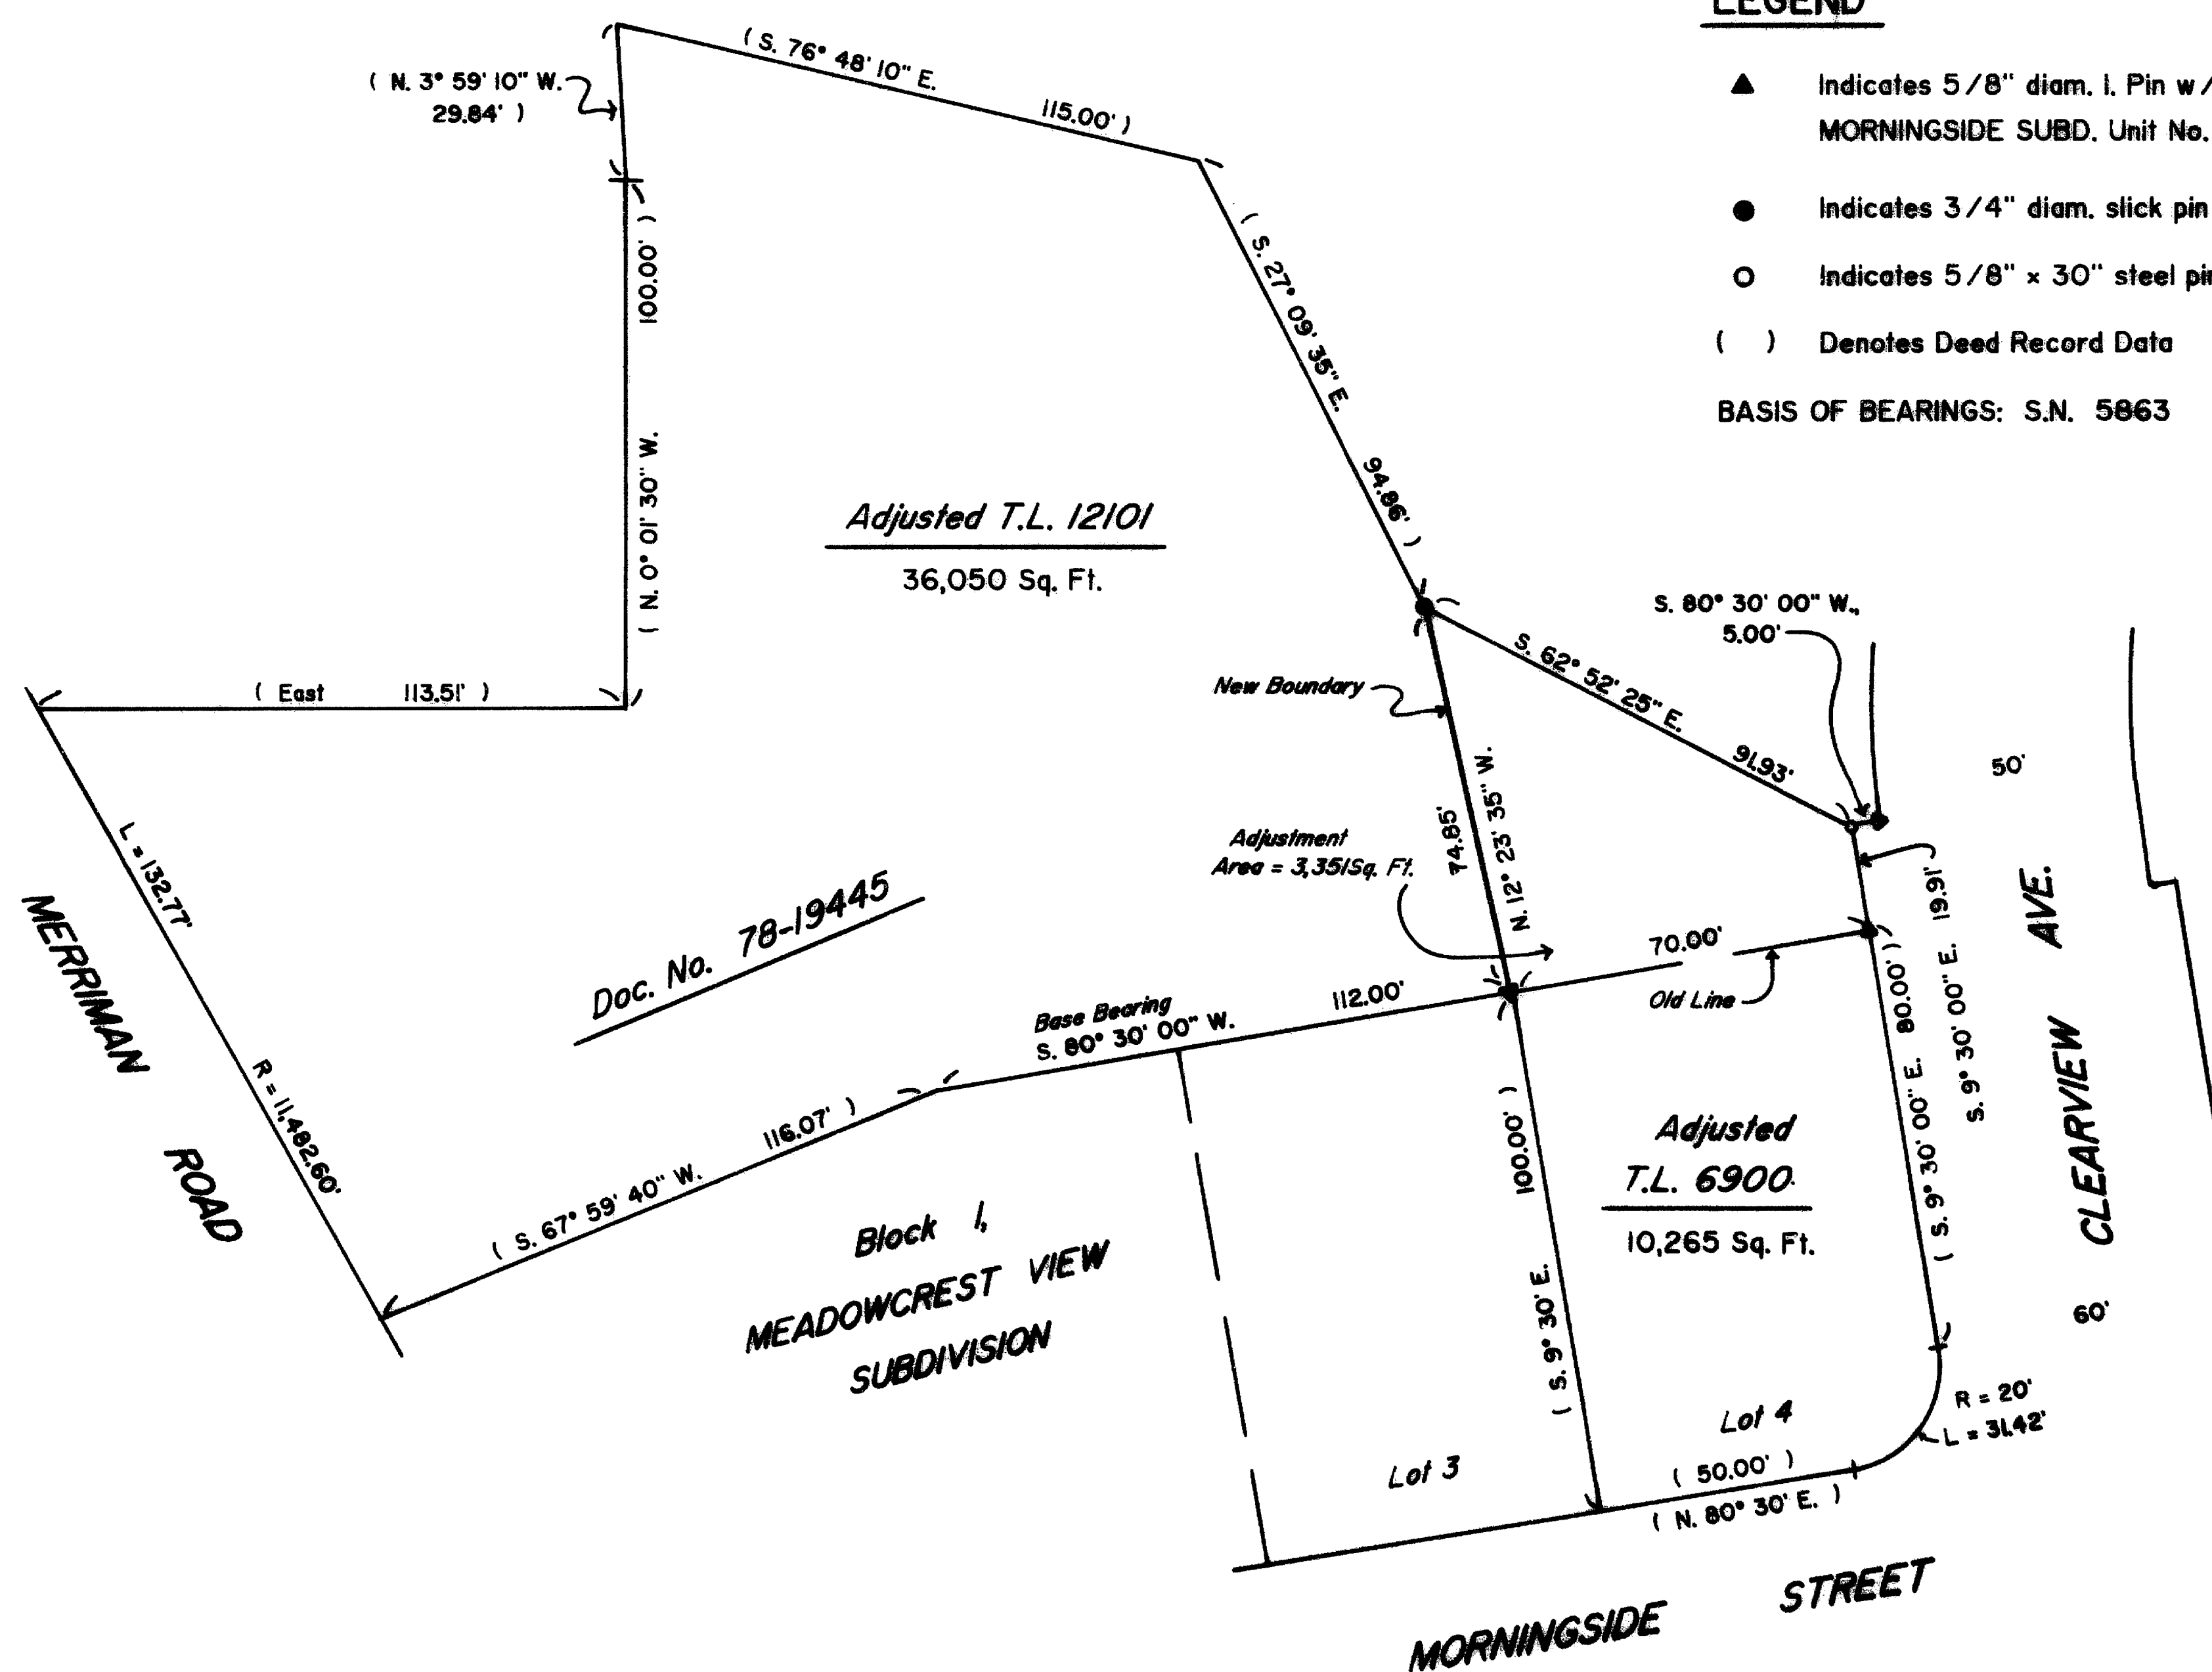 LEGEND
▲ Indicates 5/8" diam. I. Pin w/
MORNINGSIDE SUBD. Unit No.
● Indicates 3/4" diam. slick pin
○ Indicates 5/8" × 30" steel pin
( ) Denotes Deed Record Data
BASIS OF BEARINGS: S.N. 5863
( N. 3° 59' 10" W.
29.84' )
( S. 76° 48' 10" E. 115.00' )
( N. 0° 01' 30" W. 100.00' )
( S. 27° 09' 35" E. 94.86' )
Adjusted T.L. 12101
36,050 Sq. Ft.
S. 80° 30' 00" W.,
5.00'
( East 113.51' )
New Boundary
S. 62° 52' 25" E. 91.93'
50'
74.85'
N. 12° 23' 35" W.
Adjustment
Area = 3,351 Sq. Ft.
L = 132.77'
R = 11,482.60'
MERRIMAN ROAD
Doc. No. 78-19445
S. 9° 30' 00" E. 19.91'
CLEARVIEW AVE.
70.00'
Old Line
Base Bearing
S. 80° 30' 00" W. 112.00'
( S. 67° 59' 40" W. 116.07' )
( S. 9° 30' E. 100.00' )
( S. 9° 30' 00" E. 80.00' )
Adjusted
T.L. 6900
10,265 Sq. Ft.
Block 1,
MEADOWCREST VIEW
SUBDIVISION
60'
R = 20'
L = 31.42'
Lot 3
Lot 4
( 50.00' )
( N. 80° 30' E. )
MORNINGSIDE STREET